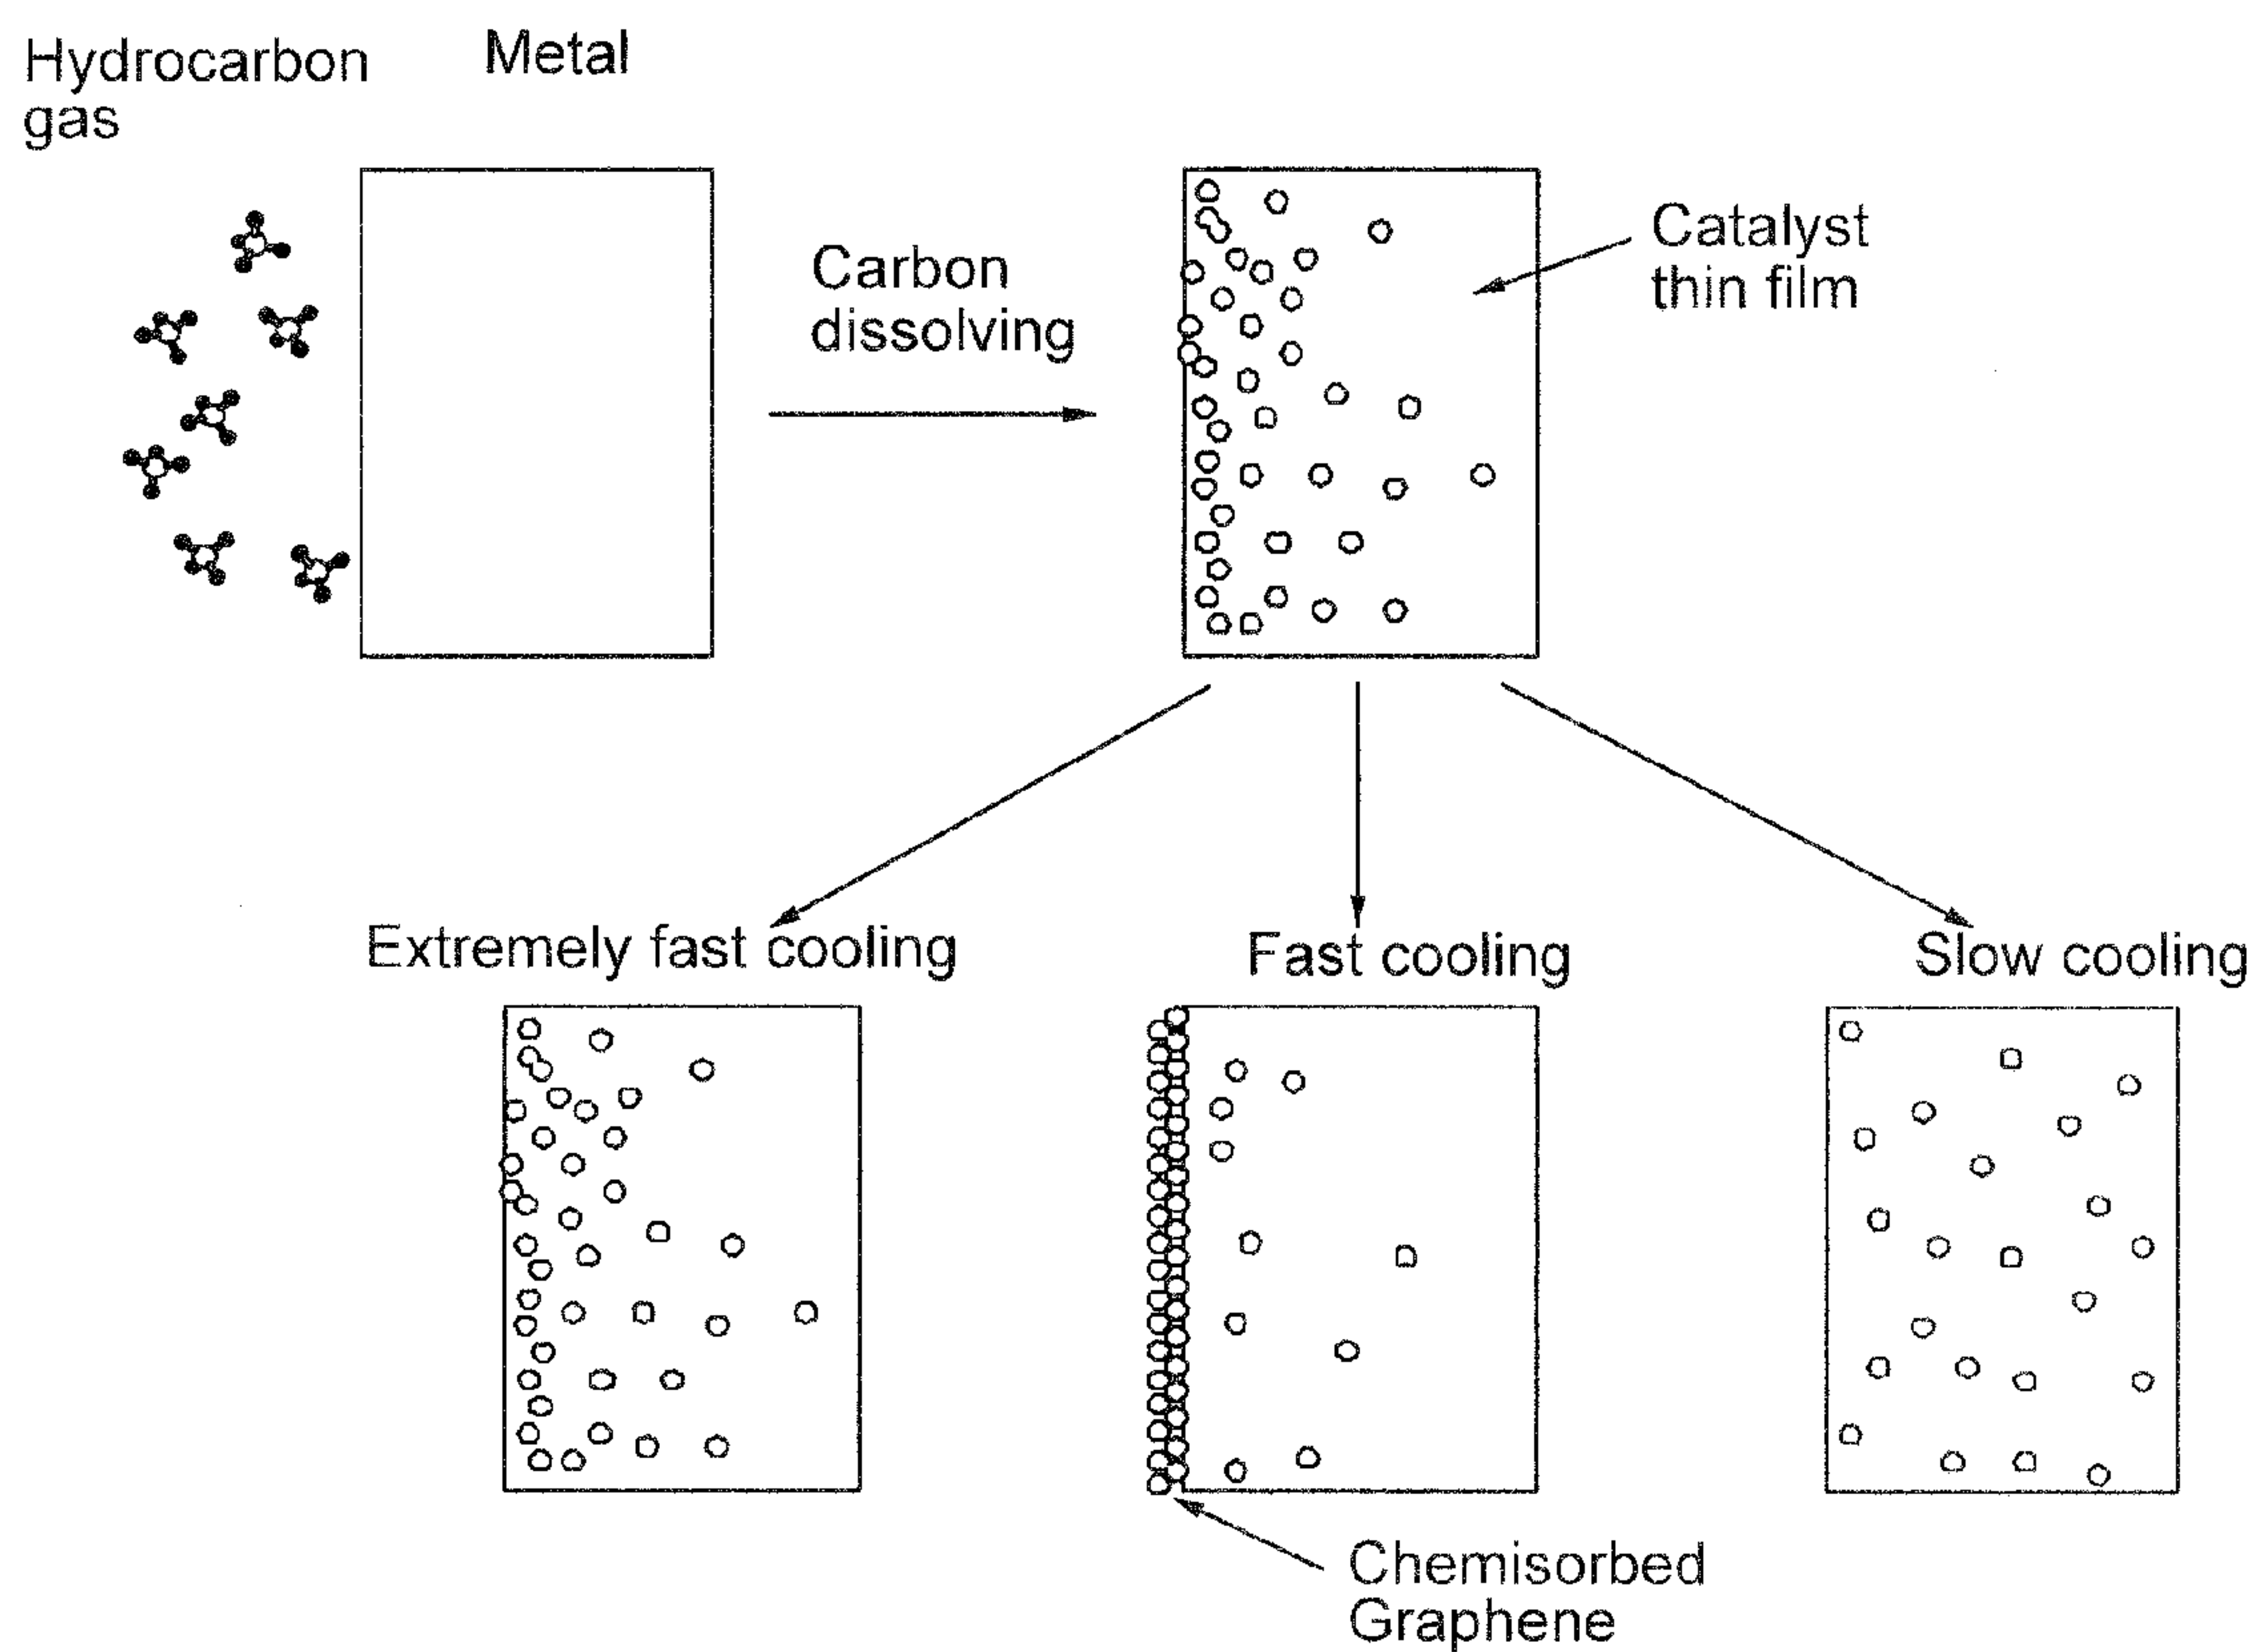 Hydrocarbon
gas
Metal
Carbon
dissolving
Catalyst
thin film
Extremely fast cooling
Fast cooling
Slow cooling
Chemisorbed
Graphene